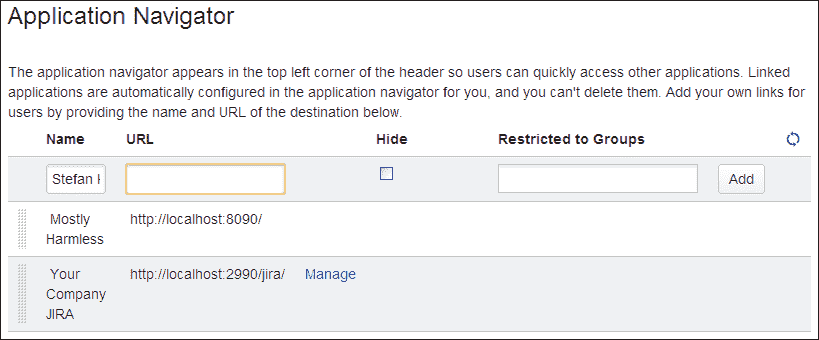 Application Navigator
The application navigator appears in the top left corner of the header so users can quickly access other applications. Linked
applications are automatically configured in the application navigator for you, and you can't delete them. Add your own links for
users by providing the name and URL of the destination below.
Name URL Hide Restricted to Groups
Stefan Add
Mostly http://localhost:8090/
Harmless
Your http://localhost:2990/jira/ Manage
Company
JIRA